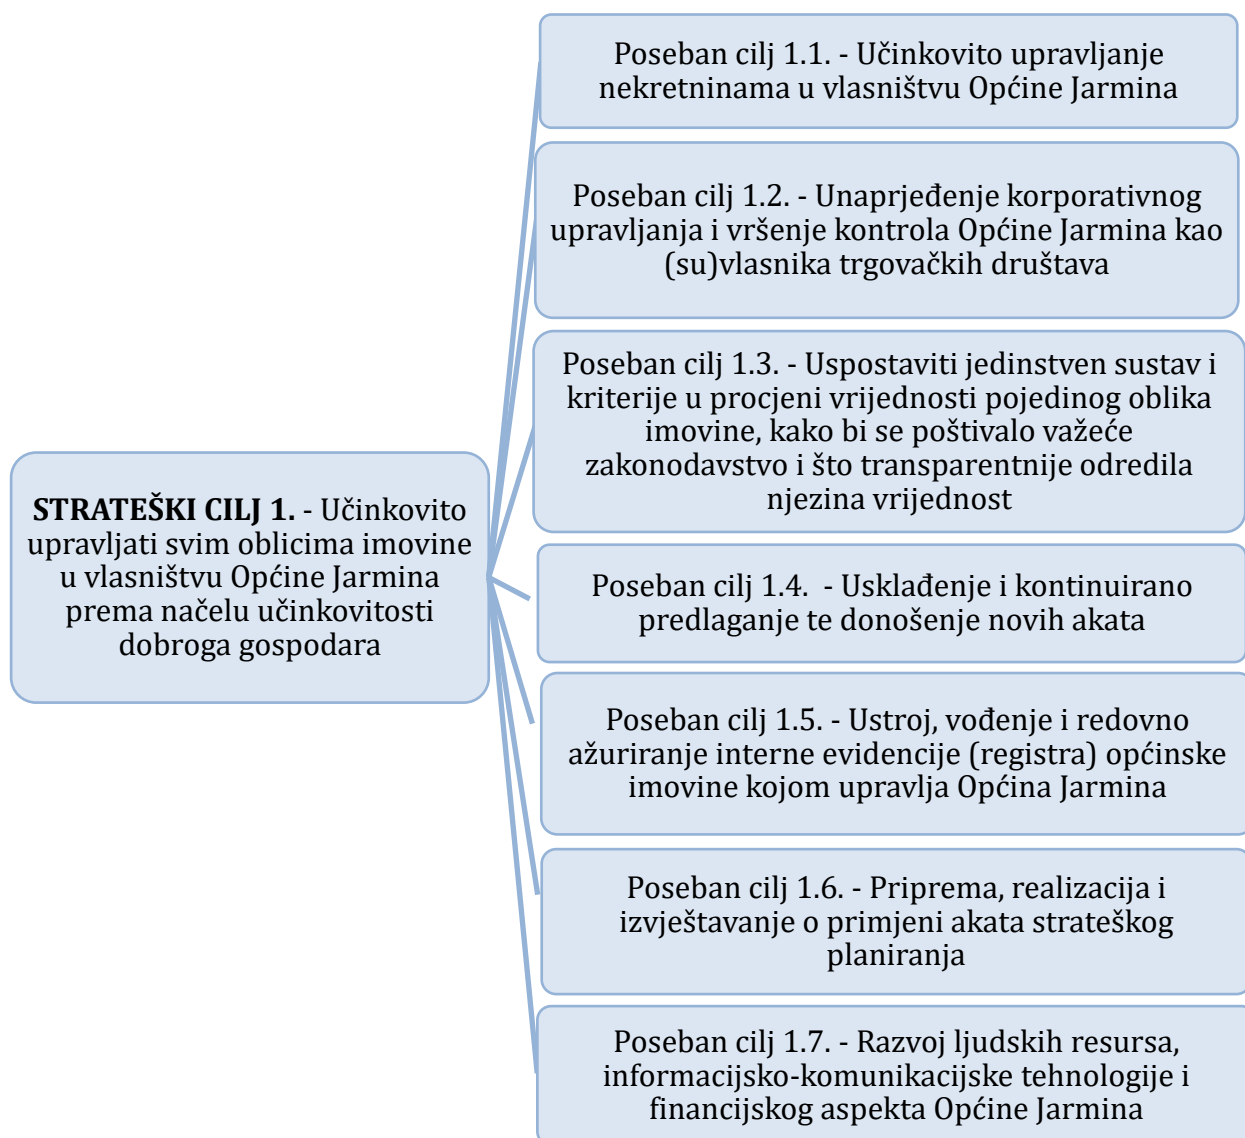 STRATEŠKI CILJ 1. - Učinkovito
upravljati svim oblicima imovine
u vlasništvu Općine Jarmina
prema načelu učinkovitosti
dobroga gospodara
Poseban cilj 1.1. - Učinkovito upravljanje
nekretninama u vlasništvu Općine Jarmina
Poseban cilj 1.2. - Unaprjeđenje korporativnog
upravljanja i vršenje kontrola Općine Jarmina kao
(su)vlasnika trgovačkih društava
Poseban cilj 1.3. - Uspostaviti jedinstven sustav i
kriterije u procjeni vrijednosti pojedinog oblika
imovine, kako bi se poštivalo važeće
zakonodavstvo i što transparentnije odredila
njezina vrijednost
Poseban cilj 1.4.  - Usklađenje i kontinuirano
predlaganje te donošenje novih akata
Poseban cilj 1.5. - Ustroj, vođenje i redovno
ažuriranje interne evidencije (registra) općinske
imovine kojom upravlja Općina Jarmina
Poseban cilj 1.6. - Priprema, realizacija i
izvještavanje o primjeni akata strateškog
planiranja
Poseban cilj 1.7. - Razvoj ljudskih resursa,
informacijsko-komunikacijske tehnologije i
financijskog aspekta Općine Jarmina